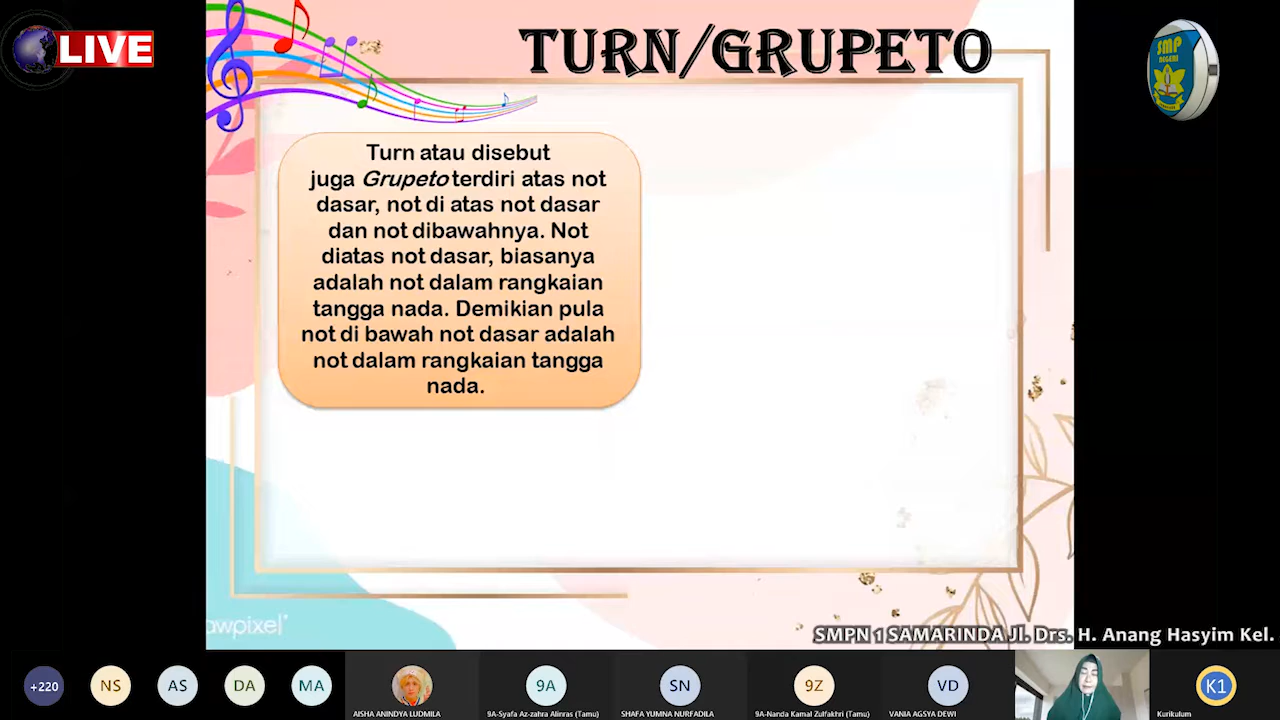 LIVE
TURN/GRUPETO
SMP
NEGERI
Turn atau disebut
juga Grupeto terdiri atas not
dasar, not di atas not dasar
dan not dibawahnya. Not
diatas not dasar, biasanya
adalah not dalam rangkaian
tangga nada. Demikian pula
not di bawah not dasar adalah
not dalam rangkaian tangga
nada.
awpixel
SMPN 1 SAMARINDA Jl. Drs. H. Anang Hasyim Kel.
+220
NS
AS
DA
MA
9A
SN
9Z
VD
K1
AISHA ANINDYA LUDMILA
9A-Syafa Az-zahra Alinras (Tamu)
SHAFA YUMNA NURFADILA
9A-Nanda Kamal Zulfakhri (Tamu)
VANIA AGSYA DEWI
Kurikulum